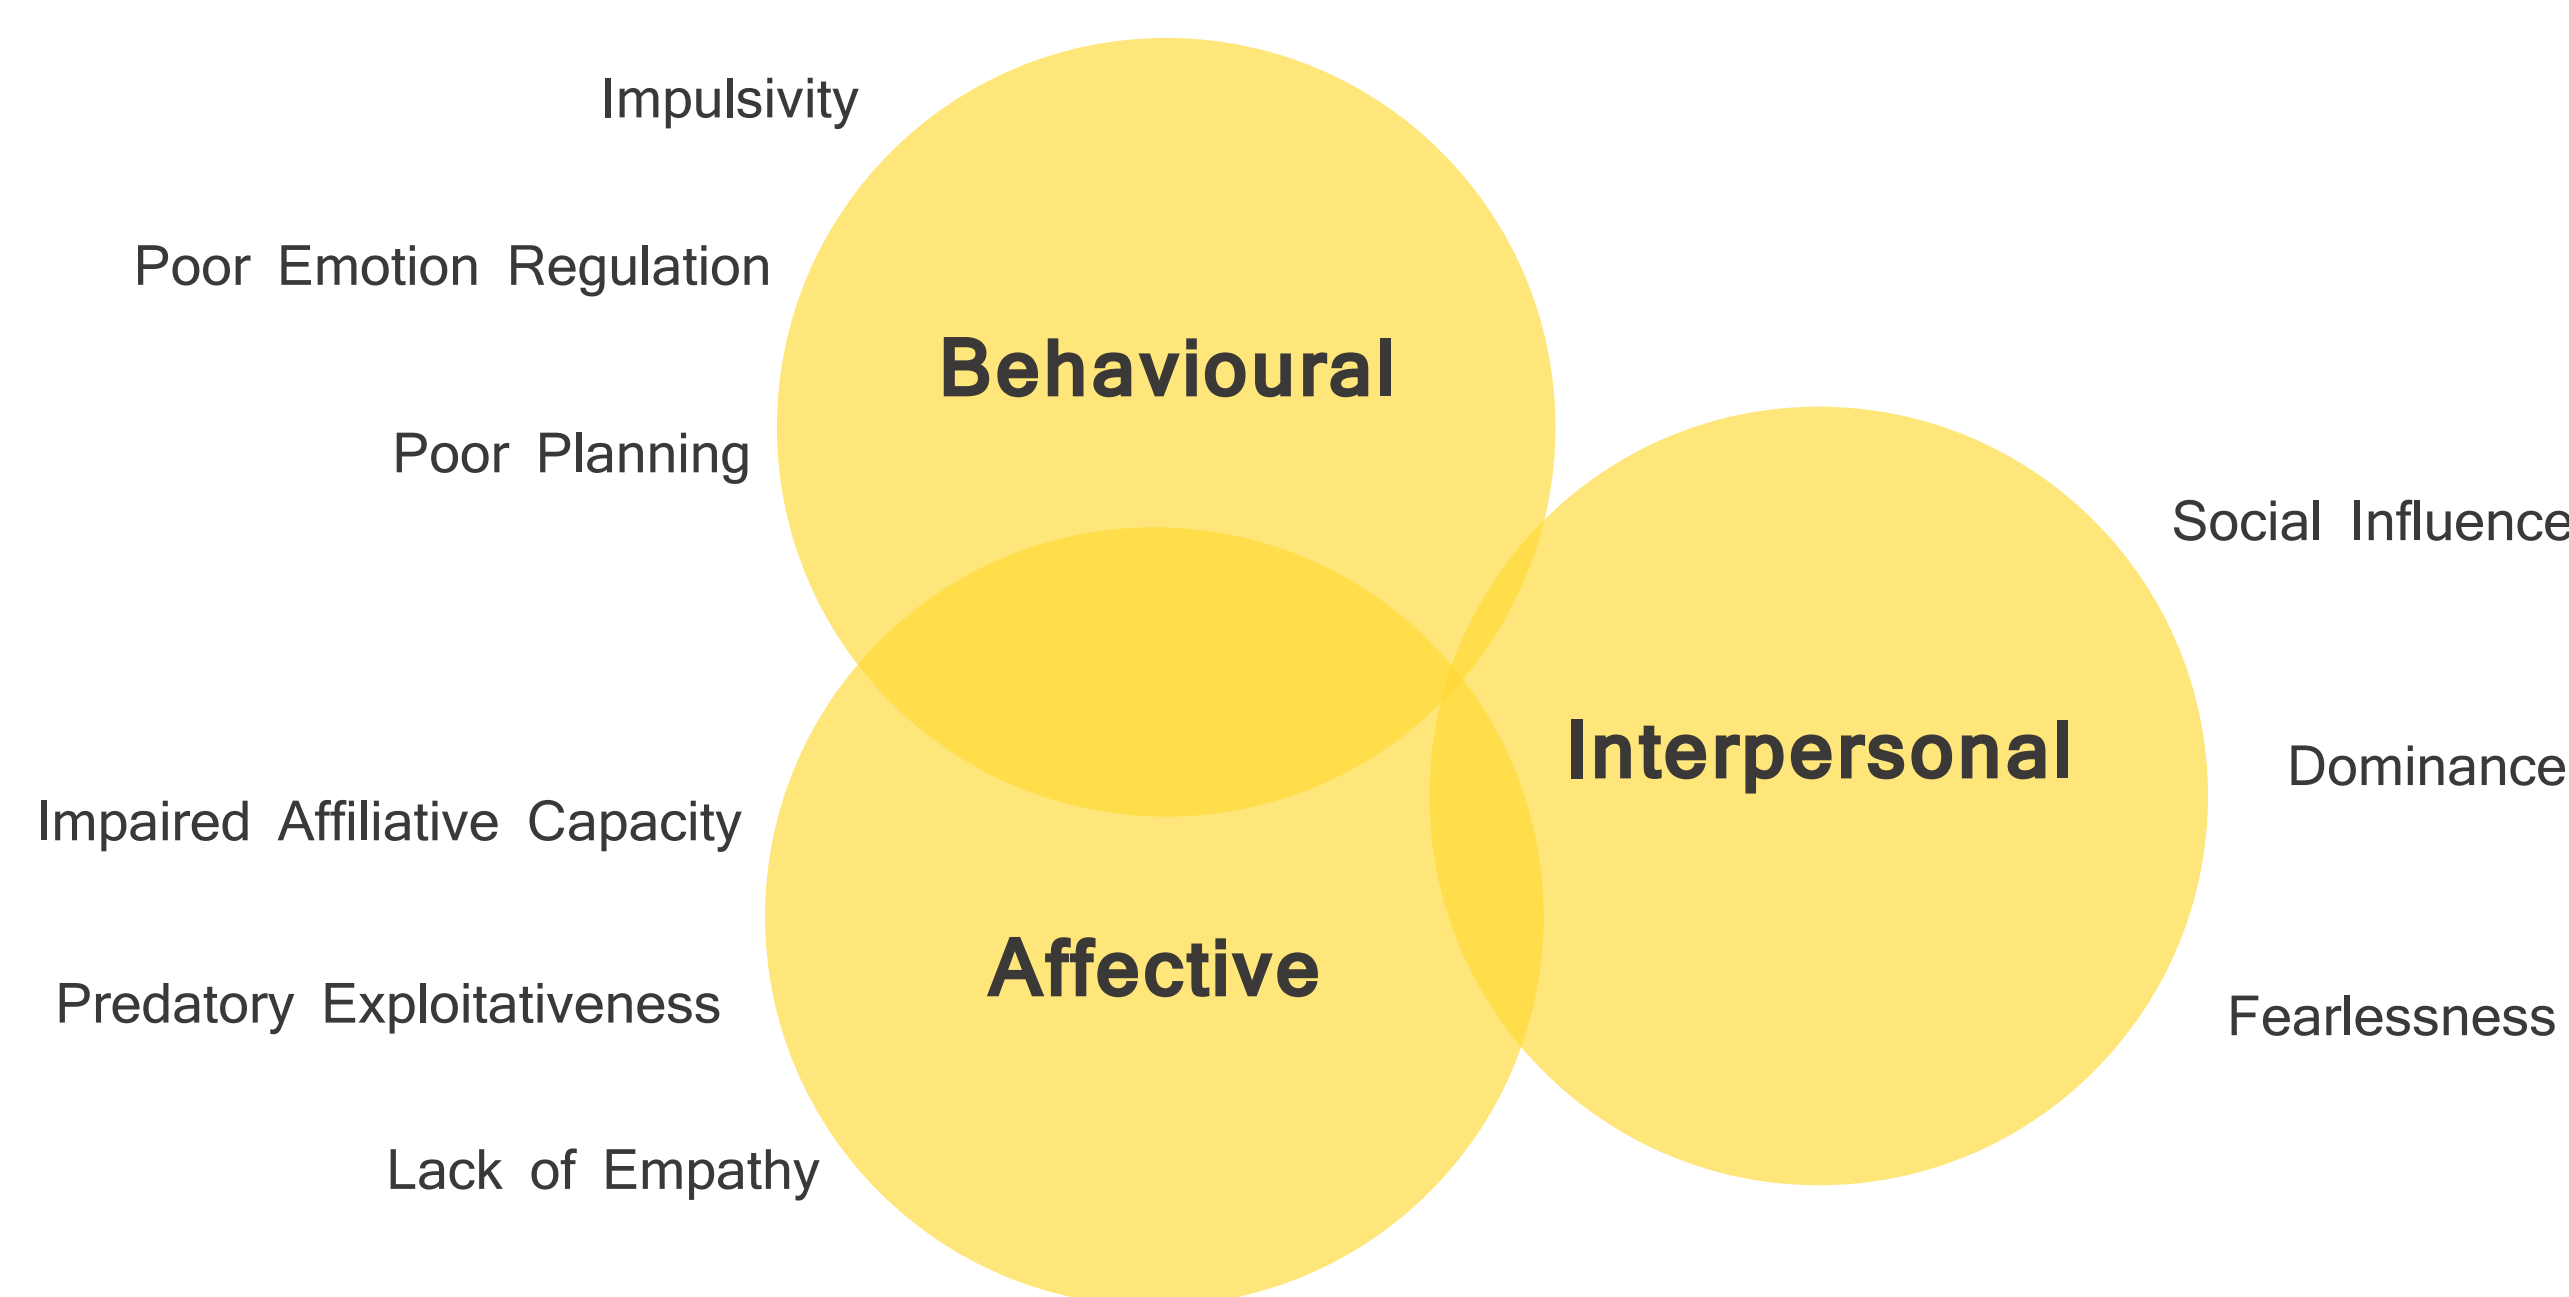 Impulsivity
Poor Emotion Regulation
Behavioural
Poor Planning
Social Influence
Interpersonal
Dominance
Impaired Affiliative Capacity
Affective
Predatory Exploitativeness
Fearlessness
Lack of Empathy